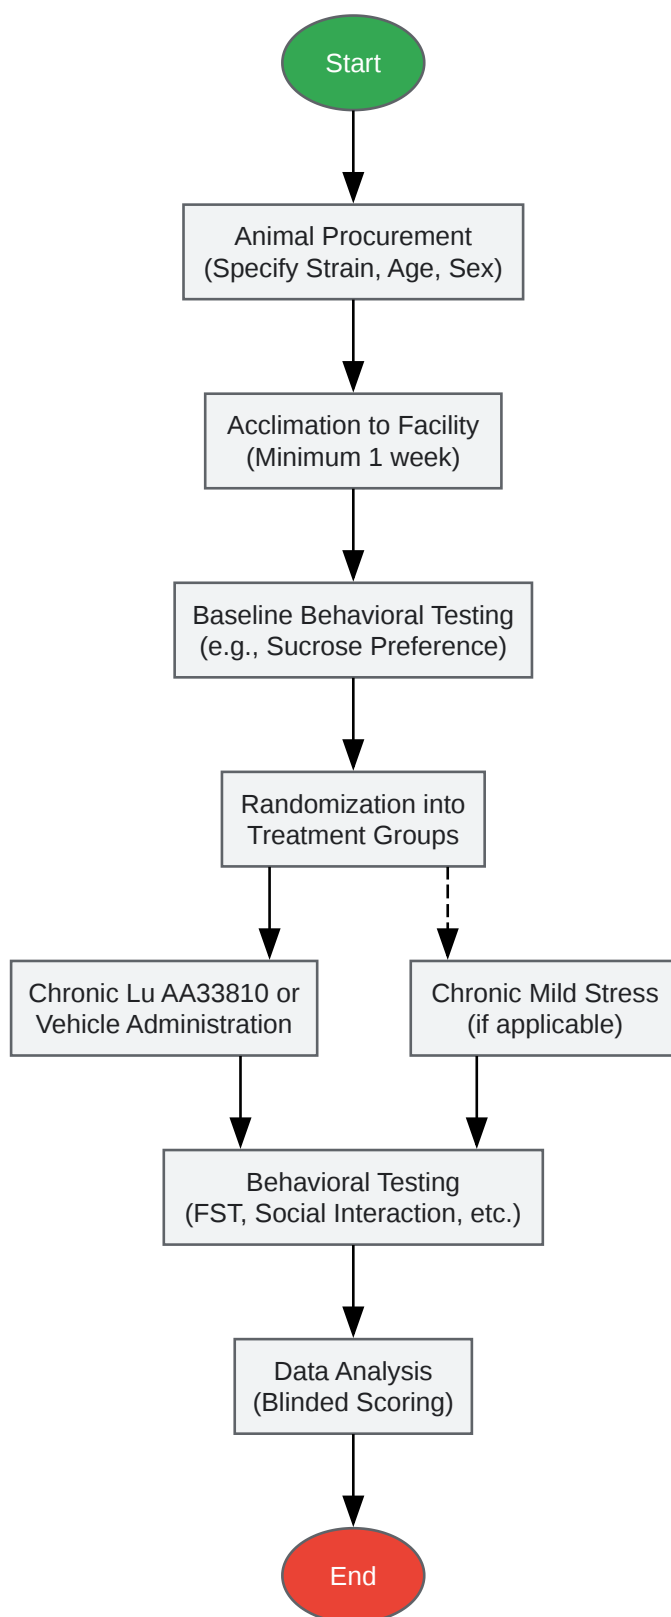 Start
Animal Procurement
(Specify Strain, Age, Sex)
Acclimation to Facility
(Minimum 1 week)
Baseline Behavioral Testing
(e.g., Sucrose Preference)
Randomization into
Treatment Groups
Chronic Lu AA33810 or
Vehicle Administration
Chronic Mild Stress
(if applicable)
Behavioral Testing
(FST, Social Interaction, etc.)
Data Analysis
(Blinded Scoring)
End